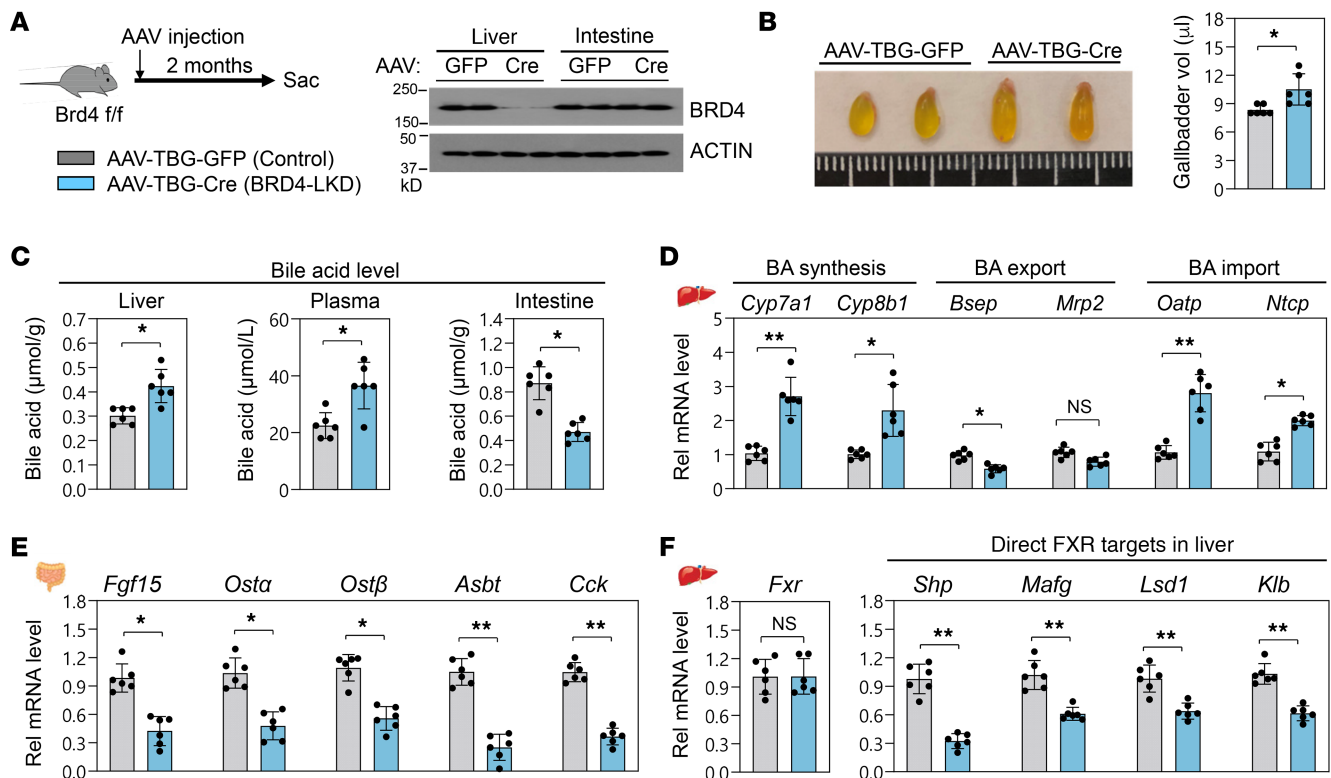 A
AAV injection
2 months
Sac
Brd4 f/f
AAV-TBG-GFP (Control)
AAV-TBG-Cre (BRD4-LKD)
Liver Intestine
AAV: GFP Cre GFP Cre
250
150
BRD4
50
37
kD
ACTIN
B
AAV-TBG-GFP AAV-TBG-Cre
Gallbadder vol (µl)
18
15
12
9
6
3
0
*
C
Bile acid level
Liver Plasma Intestine
Bile acid (µmol/g)
0.7
0.6
0.5
0.4
0.3
0.2
0.1
0.0
*
Bile acid (µmol/L)
60
40
20
0
*
Bile acid (µmol/g)
1.4
1.2
1.0
0.8
0.6
0.4
0.2
0.0
*
D
BA synthesis BA export BA import
Cyp7a1 Cyp8b1 Bsep Mrp2 Oatp Ntcp
Rel mRNA level
5
4
3
2
1
0
** * * NS ** *
E
Fgf15 Ostα Ostβ Asbt Cck
Rel mRNA level
1.8
1.5
1.2
0.9
0.6
0.3
0.0
* * * ** **
F
Direct FXR targets in liver
Fxr Shp Mafg Lsd1 Klb
Rel mRNA level
1.8
1.5
1.2
0.9
0.6
0.3
0.0
NS
1.8
1.5
1.2
0.9
0.6
0.3
0.0
** ** ** **